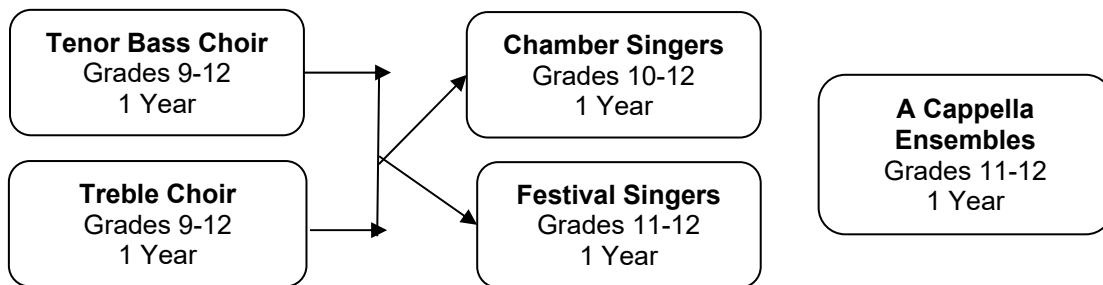 Tenor Bass Choir
Grades 9-12
1 Year
Treble Choir
Grades 9-12
1 Year
Chamber Singers
Grades 10-12
1 Year
Festival Singers
Grades 11-12
1 Year
A Cappella
Ensembles
Grades 11-12
1 Year